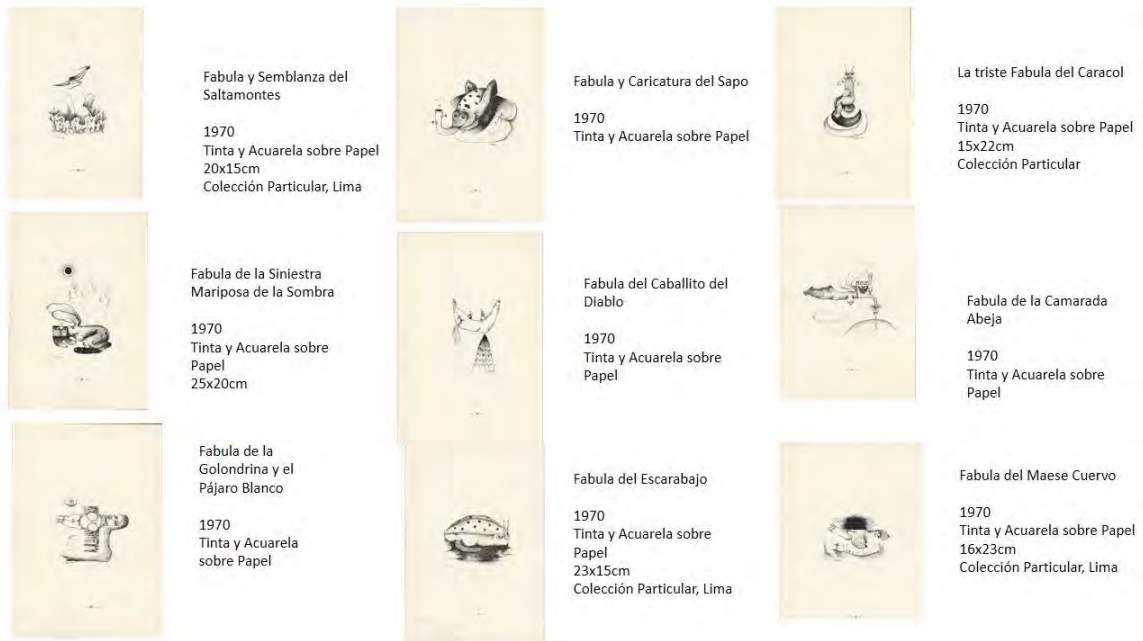 Fabula y Semblanza del
Saltamontes
1970
Tinta y Acuarela sobre Papel
20x15cm
Colección Particular, Lima
Fabula y Caricatura del Sapo
1970
Tinta y Acuarela sobre Papel
La triste Fabula del Caracol
1970
Tinta y Acuarela sobre Papel
15x22cm
Colección Particular
Fabula de la Siniestra
Mariposa de la Sombra
1970
Tinta y Acuarela sobre
Papel
25x20cm
Fabula del Caballito del
Diablo
1970
Tinta y Acuarela sobre
Papel
Fabula de la Camarada
Abeja
1970
Tinta y Acuarela sobre
Papel
Fabula de la
Golondrina y el
Pájaro Blanco
1970
Tinta y Acuarela
sobre Papel
Fabula del Escarabajo
1970
Tinta y Acuarela sobre
Papel
23x15cm
Colección Particular, Lima
Fabula del Maese Cuervo
1970
Tinta y Acuarela sobre Papel
16x23cm
Colección Particular, Lima